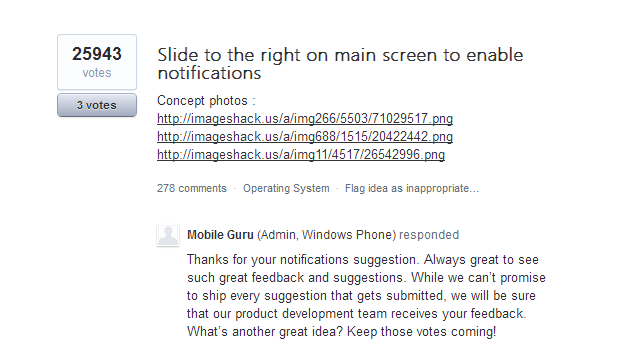 25943
votes
3 votes
Slide to the right on main screen to enable
notifications
Concept photos :
http://imageshack.us/a/img266/5503/71029517.png
http://imageshack.us/a/img688/1515/20422442.png
http://imageshack.us/a/img11/4517/26542996.png
278 comments · Operating System · Flag idea as inappropriate…
Mobile Guru (Admin, Windows Phone) responded
Thanks for your notifications suggestion. Always great to see
such great feedback and suggestions. While we can’t promise
to ship every suggestion that gets submitted, we will be sure
that our product development team receives your feedback.
What’s another great idea? Keep those votes coming!